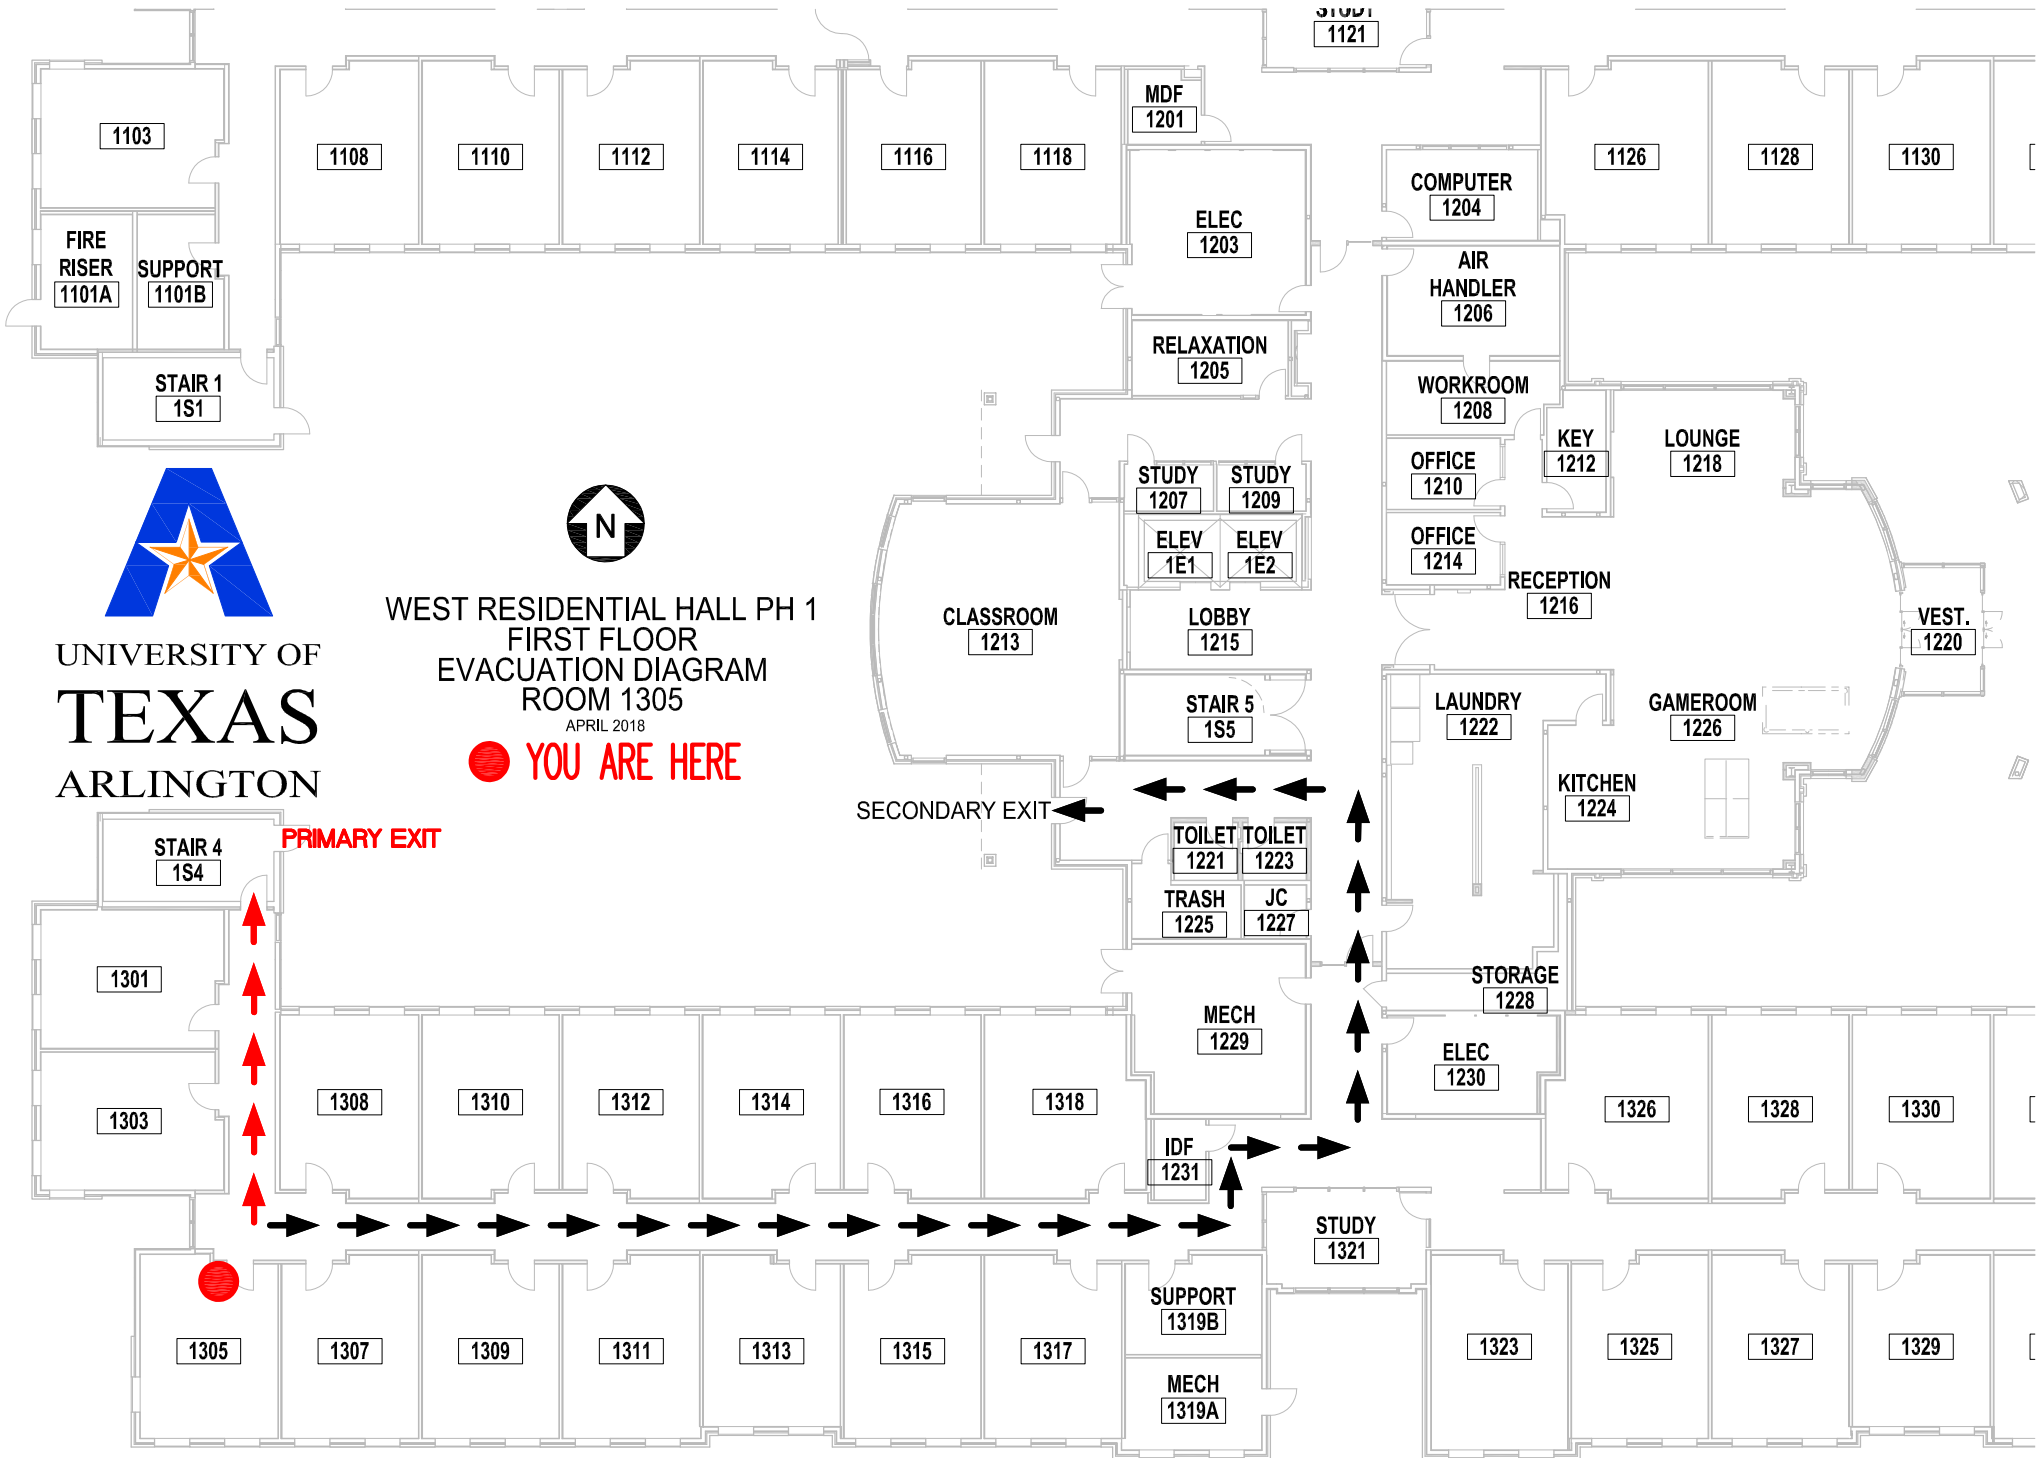 STUDY
1121
MDF
1201
1103
1108
1110
1112
1114
1116
1118
1126
1128
1130
COMPUTER
1204
ELEC
1203
FIRE
RISER
1101A
SUPPORT
1101B
AIR
HANDLER
1206
RELAXATION
1205
STAIR 1
1S1
WORKROOM
1208
KEY
1212
LOUNGE
1218
OFFICE
1210
STUDY
1207
STUDY
1209
N
ELEV
1E1
ELEV
1E2
OFFICE
1214
RECEPTION
1216
WEST RESIDENTIAL HALL PH 1
FIRST FLOOR
EVACUATION DIAGRAM
ROOM 1305
APRIL 2018
YOU ARE HERE
UNIVERSITY OF
TEXAS
ARLINGTON
CLASSROOM
1213
LOBBY
1215
VEST.
1220
STAIR 5
1S5
LAUNDRY
1222
GAMEROOM
1226
KITCHEN
1224
SECONDARY EXIT
PRIMARY EXIT
STAIR 4
1S4
TOILET
1221
TOILET
1223
TRASH
1225
JC
1227
1301
STORAGE
1228
MECH
1229
ELEC
1230
1303
1308
1310
1312
1314
1316
1318
1326
1328
1330
IDF
1231
STUDY
1321
SUPPORT
1319B
1305
1307
1309
1311
1313
1315
1317
1323
1325
1327
1329
MECH
1319A